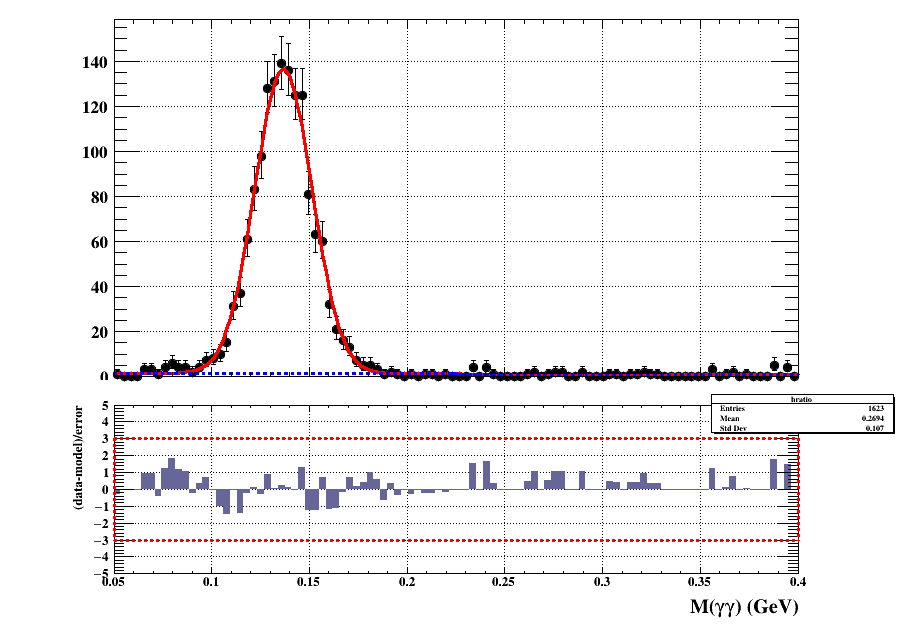 140
120
100
80
60
40
20
0
hratio
Entries 1623
Mean 0.2694
Std Dev 0.107
(data-model)/error
5
4
3
2
1
0
−1
−2
−3
−4
−5
0.05 0.1 0.15 0.2 0.25 0.3 0.35 0.4
M(γγ) (GeV)